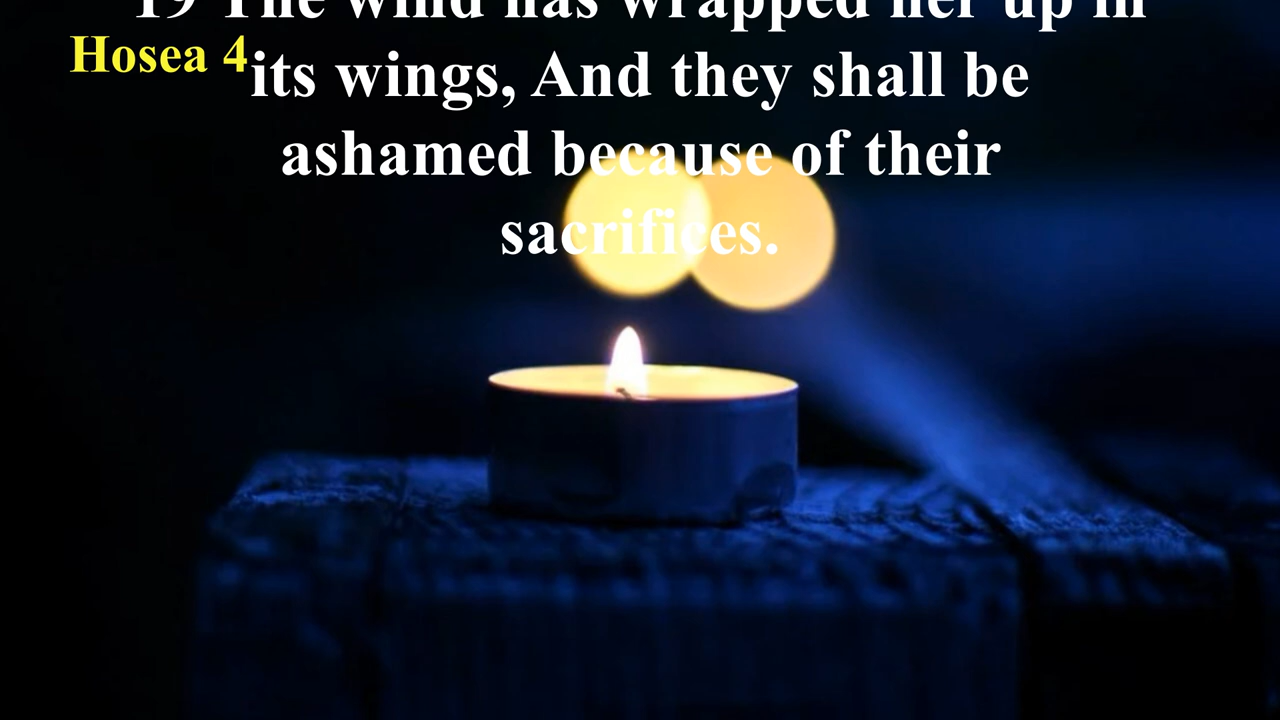 19 The wind has wrapped her up in
Hosea 4
its wings, And they shall be
ashamed because of their
sacrifices.